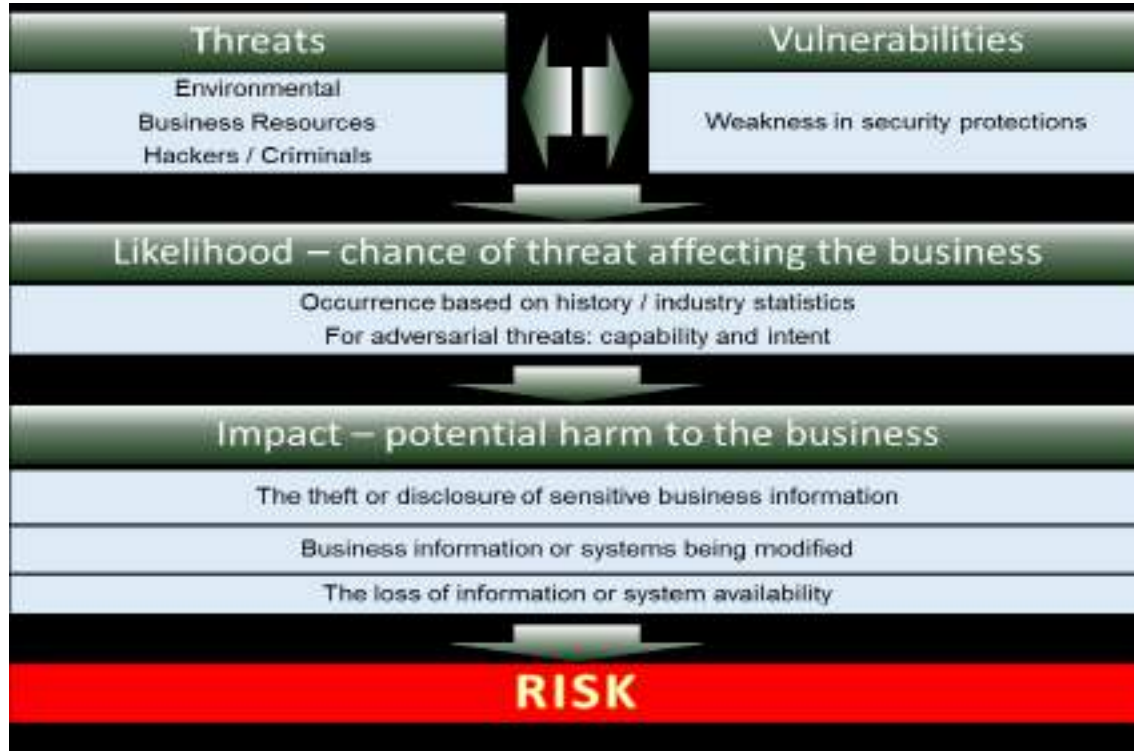 Threats
Environmental
Business Resources
Hackers / Criminals
Vulnerabilities
Weakness in security protections
Likelihood – chance of threat affecting the business
Occurrence based on history / industry statistics
For adversarial threats: capability and intent
Impact – potential harm to the business
The theft or disclosure of sensitive business information
Business information or systems being modified
The loss of information or system availability
RISK